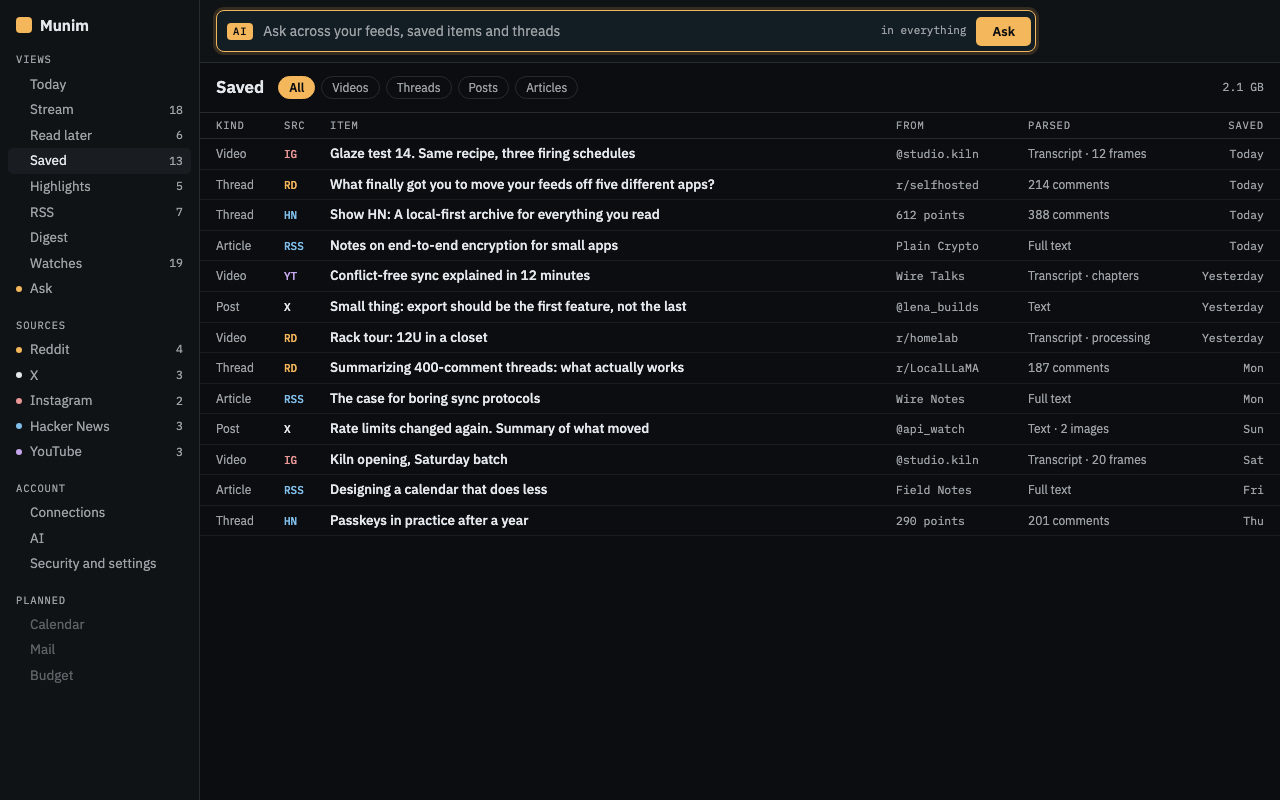 Munim
VIEWS
Today
Stream 18
Read later 6
Saved 13
Highlights 5
RSS 7
Digest
Watches 19
Ask
SOURCES
Reddit 4
X 3
Instagram 2
Hacker News 3
YouTube 3
ACCOUNT
Connections
AI
Security and settings
PLANNED
Calendar
Mail
Budget
AI Ask across your feeds, saved items and threads in everything Ask
Saved All Videos Threads Posts Articles 2.1 GB
KIND SRC ITEM FROM PARSED SAVED
Video IG Glaze test 14. Same recipe, three firing schedules @studio.kiln Transcript · 12 frames Today
Thread RD What finally got you to move your feeds off five different apps? r/selfhosted 214 comments Today
Thread HN Show HN: A local-first archive for everything you read 612 points 388 comments Today
Article RSS Notes on end-to-end encryption for small apps Plain Crypto Full text Today
Video YT Conflict-free sync explained in 12 minutes Wire Talks Transcript · chapters Yesterday
Post X Small thing: export should be the first feature, not the last @lena_builds Text Yesterday
Video RD Rack tour: 12U in a closet r/homelab Transcript · processing Yesterday
Thread RD Summarizing 400-comment threads: what actually works r/LocalLLaMA 187 comments Mon
Article RSS The case for boring sync protocols Wire Notes Full text Mon
Post X Rate limits changed again. Summary of what moved @api_watch Text · 2 images Sun
Video IG Kiln opening, Saturday batch @studio.kiln Transcript · 20 frames Sat
Article RSS Designing a calendar that does less Field Notes Full text Fri
Thread HN Passkeys in practice after a year 290 points 201 comments Thu